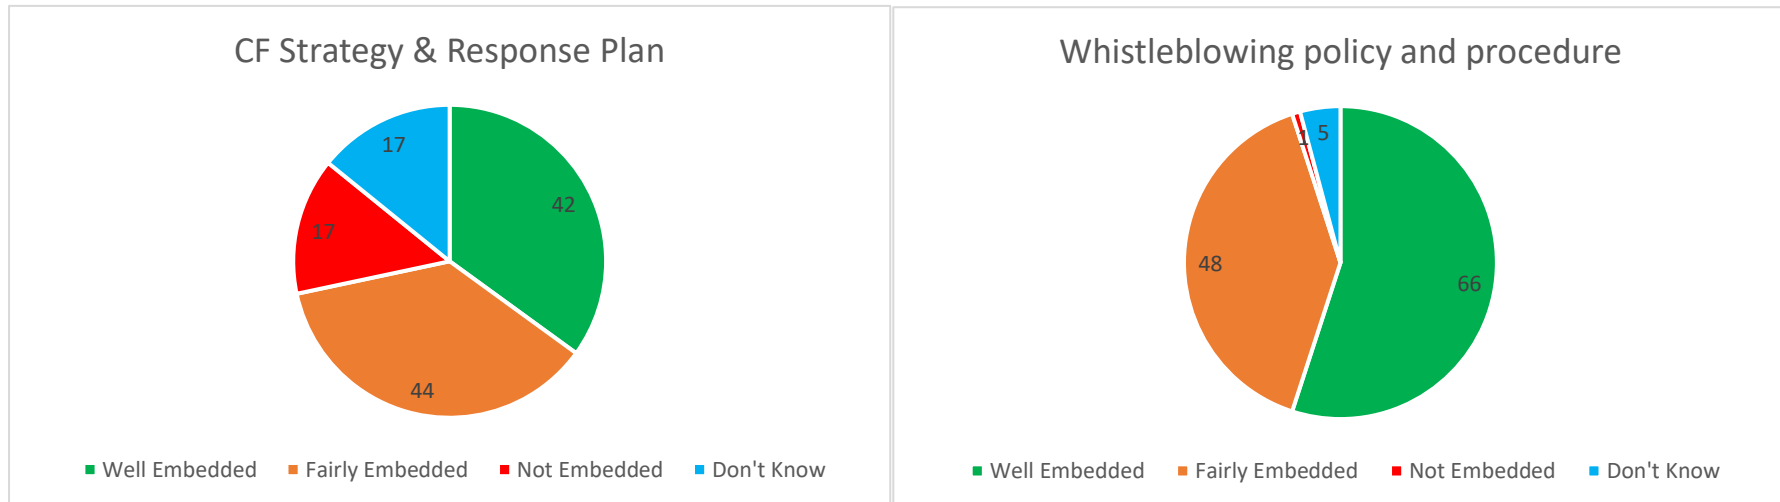 CF Strategy & Response Plan
17
42
17
44
Well Embedded Fairly Embedded Not Embedded Don't Know
Whistleblowing policy and procedure
1 5
48
66
Well Embedded Fairly Embedded Not Embedded Don't Know